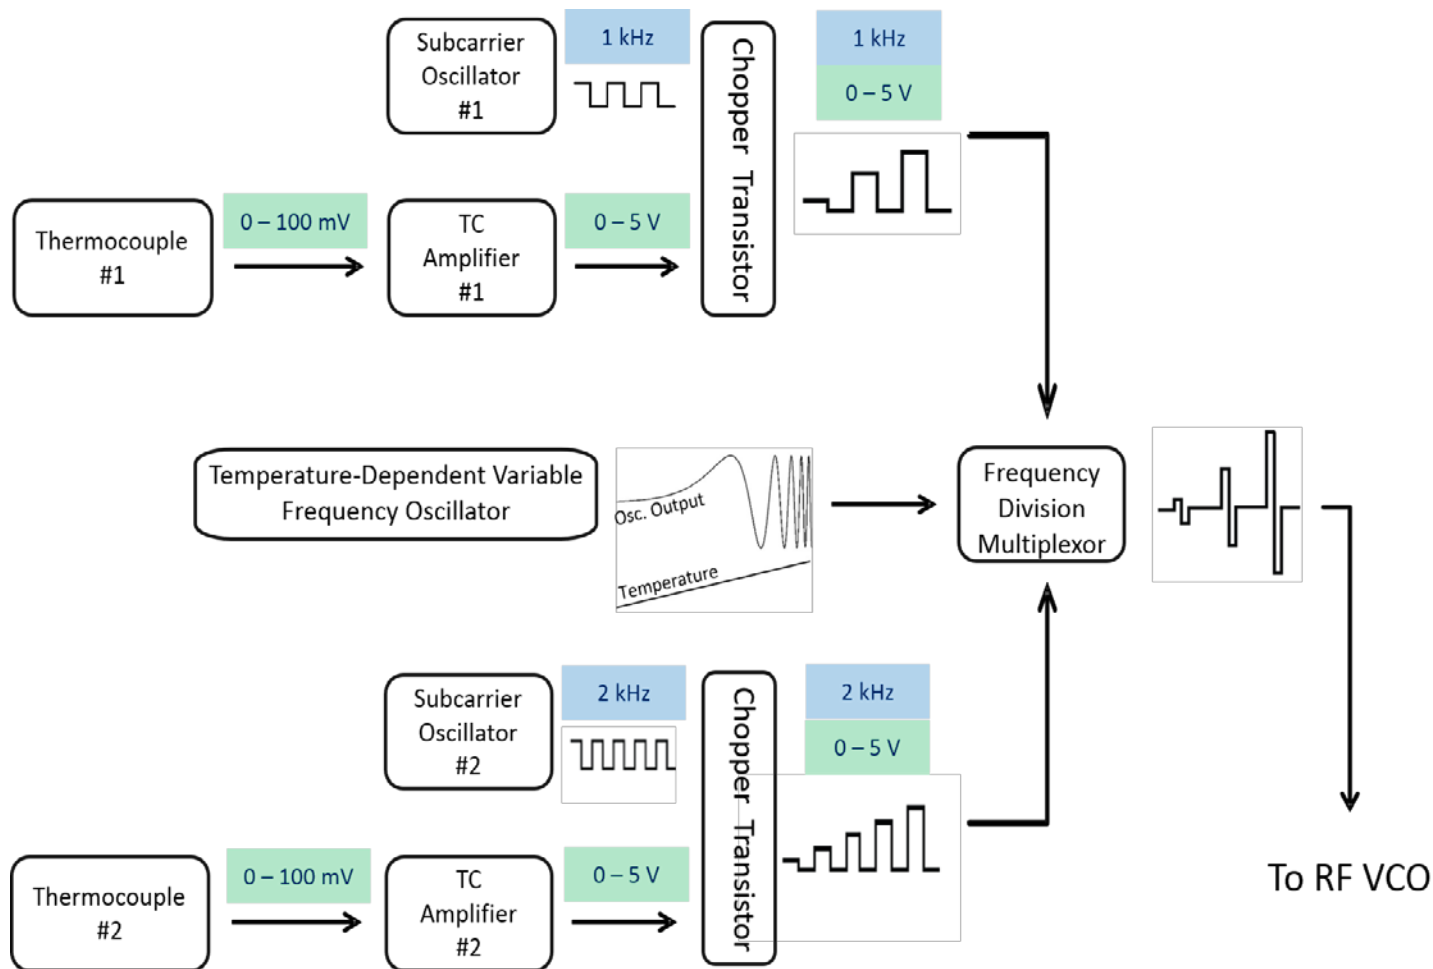 Subcarrier
Oscillator
#1
1 kHz
Chopper Transistor
1 kHz
0 – 5 V
Thermocouple
#1
0 – 100 mV
TC
Amplifier
#1
0 – 5 V
Temperature-Dependent Variable
Frequency Oscillator
Osc. Output
Temperature
Frequency
Division
Multiplexor
Subcarrier
Oscillator
#2
2 kHz
Chopper Transistor
2 kHz
0 – 5 V
Thermocouple
#2
0 – 100 mV
TC
Amplifier
#2
0 – 5 V
To RF VCO